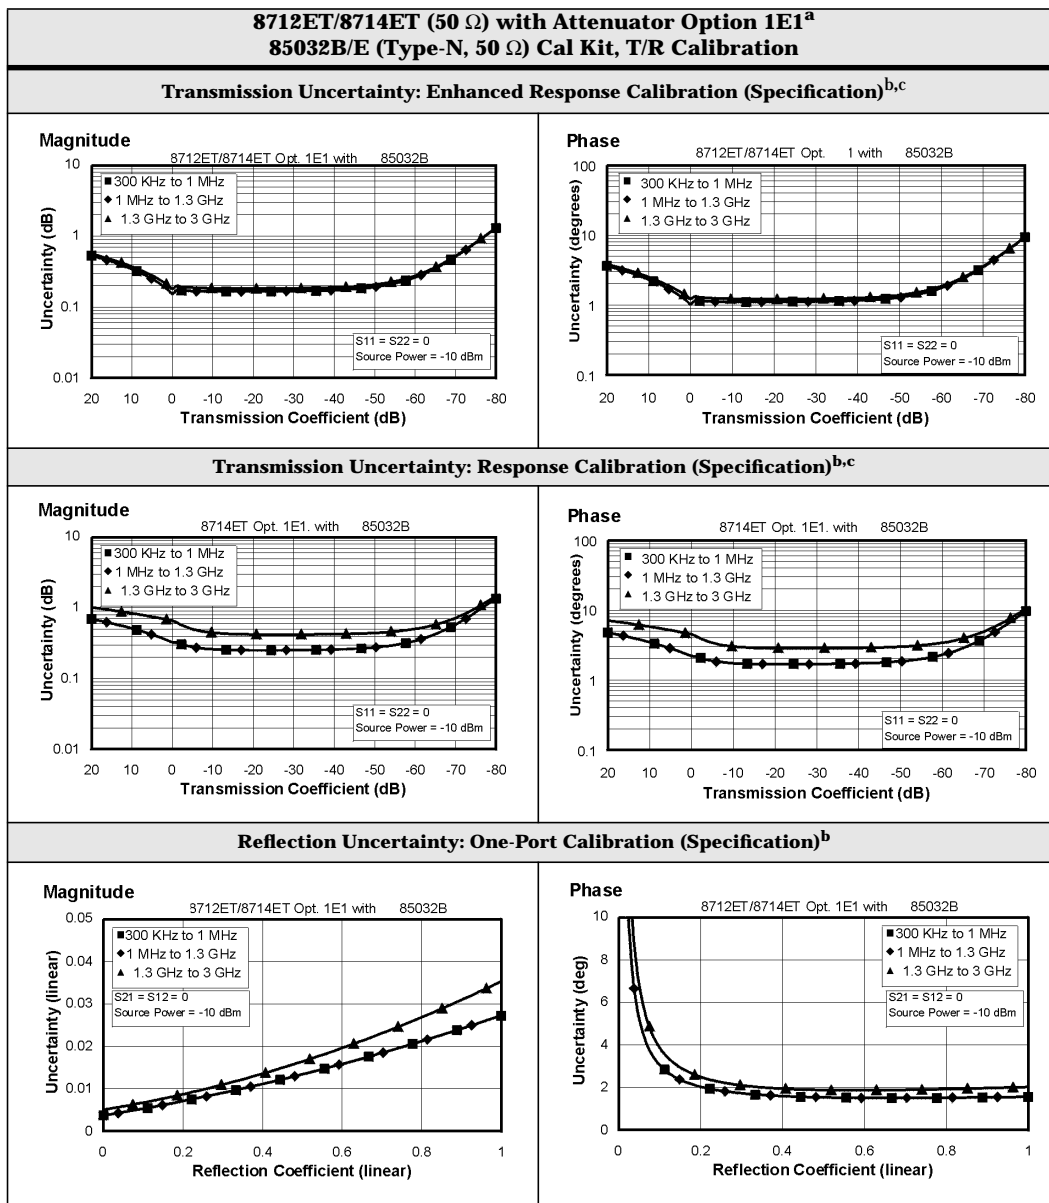 8712ET/8714ET (50 Ω) with Attenuator Option 1E1a
85032B/E (Type-N, 50 Ω) Cal Kit, T/R Calibration
Transmission Uncertainty: Enhanced Response Calibration (Specification)b,c
Magnitude
8712ET/8714ET Opt. 1E1 with 85032B
10
1
0.1
0.01
Uncertainty (dB)
300 KHz to 1 MHz
1 MHz to 1.3 GHz
1.3 GHz to 3 GHz
S11 = S22 = 0
Source Power = -10 dBm
20 10 0 -10 -20 -30 -40 -50 -60 -70 -80
Transmission Coefficient (dB)
Phase
8712ET/8714ET Opt. 1 with 85032B
100
10
1
0.1
Uncertainty (degrees)
300 KHz to 1 MHz
1 MHz to 1.3 GHz
1.3 GHz to 3 GHz
S11 = S22 = 0
Source Power = -10 dBm
20 10 0 -10 -20 -30 -40 -50 -60 -70 -80
Transmission Coefficient (dB)
Transmission Uncertainty: Response Calibration (Specification)b,c
Magnitude
8714ET Opt. 1E1. with 85032B
10
1
0.1
0.01
Uncertainty (dB)
300 KHz to 1 MHz
1 MHz to 1.3 GHz
1.3 GHz to 3 GHz
S11 = S22 = 0
Source Power = -10 dBm
20 10 0 -10 -20 -30 -40 -50 -60 -70 -80
Transmission Coefficient (dB)
Phase
8714ET Opt. 1E1. with 85032B
100
10
1
0.1
Uncertainty (degrees)
300 KHz to 1 MHz
1 MHz to 1.3 GHz
1.3 GHz to 3 GHz
S11 = S22 = 0
Source Power = -10 dBm
20 10 0 -10 -20 -30 -40 -50 -60 -70 -80
Transmission Coefficient (dB)
Reflection Uncertainty: One-Port Calibration (Specification)b
Magnitude
8712ET/8714ET Opt. 1E1 with 85032B
0.05
0.04
0.03
0.02
0.01
0
Uncertainty (linear)
300 KHz to 1 MHz
1 MHz to 1.3 GHz
1.3 GHz to 3 GHz
S21 = S12 = 0
Source Power = -10 dBm
0 0.2 0.4 0.6 0.8 1
Reflection Coefficient (linear)
Phase
8712ET/8714ET Opt. 1E1 with 85032B
10
8
6
4
2
0
Uncertainty (deg)
300 KHz to 1 MHz
1 MHz to 1.3 GHz
1.3 GHz to 3 GHz
S21 = S12 = 0
Source Power = -10 dBm
0 0.2 0.4 0.6 0.8 1
Reflection Coefficient (linear)